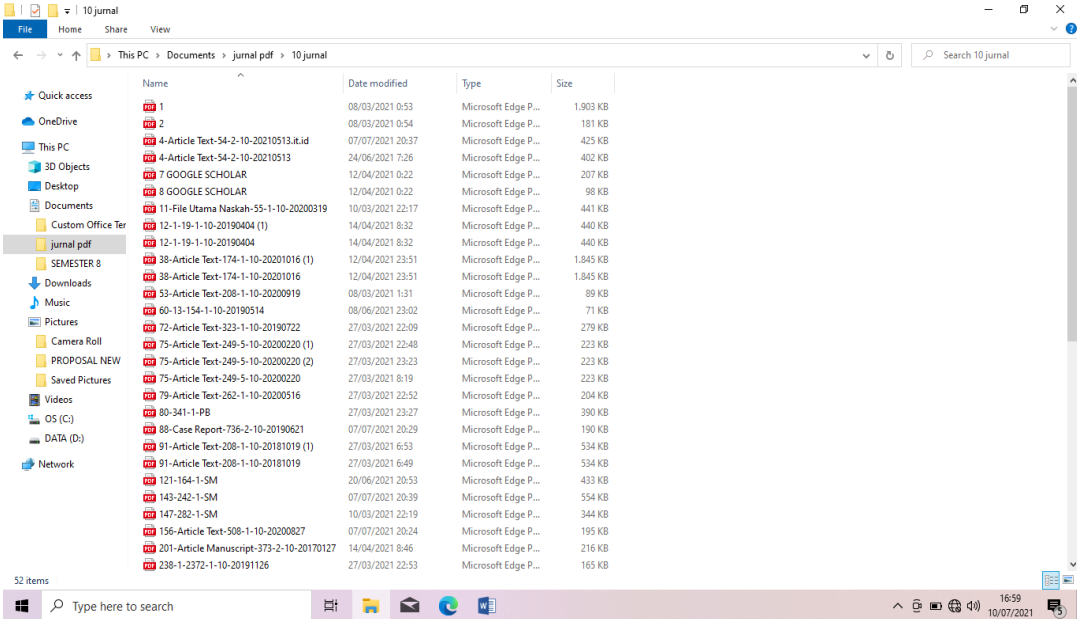 10 jurnal
File Home Share View
This PC > Documents > jurnal pdf > 10 jurnal
Search 10 jurnal
Name Date modified Type Size
Quick access
OneDrive
This PC
3D Objects
Desktop
Documents
Custom Office Ter
jurnal pdf
SEMESTER 8
Downloads
Music
Pictures
Camera Roll
PROPOSAL NEW
Saved Pictures
Videos
OS (C:)
DATA (D:)
Network
1 08/03/2021 0:53 Microsoft Edge P... 1.903 KB
2 08/03/2021 0:54 Microsoft Edge P... 181 KB
4-Article Text-54-2-10-20210513.it.id 07/07/2021 20:37 Microsoft Edge P... 425 KB
4-Article Text-54-2-10-20210513 24/06/2021 7:26 Microsoft Edge P... 402 KB
7 GOOGLE SCHOLAR 12/04/2021 0:22 Microsoft Edge P... 207 KB
8 GOOGLE SCHOLAR 12/04/2021 0:22 Microsoft Edge P... 98 KB
11-File Utama Naskah-55-1-10-20200319 10/03/2021 22:17 Microsoft Edge P... 441 KB
12-1-19-1-10-20190404 (1) 14/04/2021 8:32 Microsoft Edge P... 440 KB
12-1-19-1-10-20190404 14/04/2021 8:32 Microsoft Edge P... 440 KB
38-Article Text-174-1-10-20201016 (1) 12/04/2021 23:51 Microsoft Edge P... 1.845 KB
38-Article Text-174-1-10-20201016 12/04/2021 23:51 Microsoft Edge P... 1.845 KB
53-Article Text-208-1-10-20200919 08/03/2021 1:31 Microsoft Edge P... 89 KB
60-13-154-1-10-20190514 08/06/2021 23:02 Microsoft Edge P... 71 KB
72-Article Text-323-1-10-20190722 27/03/2021 22:09 Microsoft Edge P... 279 KB
75-Article Text-249-5-10-20200220 (1) 27/03/2021 22:48 Microsoft Edge P... 223 KB
75-Article Text-249-5-10-20200220 (2) 27/03/2021 23:23 Microsoft Edge P... 223 KB
75-Article Text-249-5-10-20200220 27/03/2021 8:19 Microsoft Edge P... 223 KB
79-Article Text-262-1-10-20200516 27/03/2021 22:52 Microsoft Edge P... 204 KB
80-341-1-PB 27/03/2021 23:27 Microsoft Edge P... 390 KB
88-Case Report-736-2-10-20190621 07/07/2021 20:29 Microsoft Edge P... 190 KB
91-Article Text-208-1-10-20181019 (1) 27/03/2021 6:53 Microsoft Edge P... 534 KB
91-Article Text-208-1-10-20181019 27/03/2021 6:49 Microsoft Edge P... 534 KB
121-164-1-SM 20/06/2021 20:53 Microsoft Edge P... 433 KB
143-242-1-SM 07/07/2021 20:39 Microsoft Edge P... 554 KB
147-282-1-SM 10/03/2021 22:19 Microsoft Edge P... 344 KB
156-Article Text-508-1-10-20200827 07/07/2021 20:24 Microsoft Edge P... 195 KB
201-Article Manuscript-373-2-10-20170127 14/04/2021 8:46 Microsoft Edge P... 216 KB
238-1-2372-1-10-20191126 27/03/2021 22:53 Microsoft Edge P... 165 KB
52 items
Type here to search
16:59
10/07/2021
5